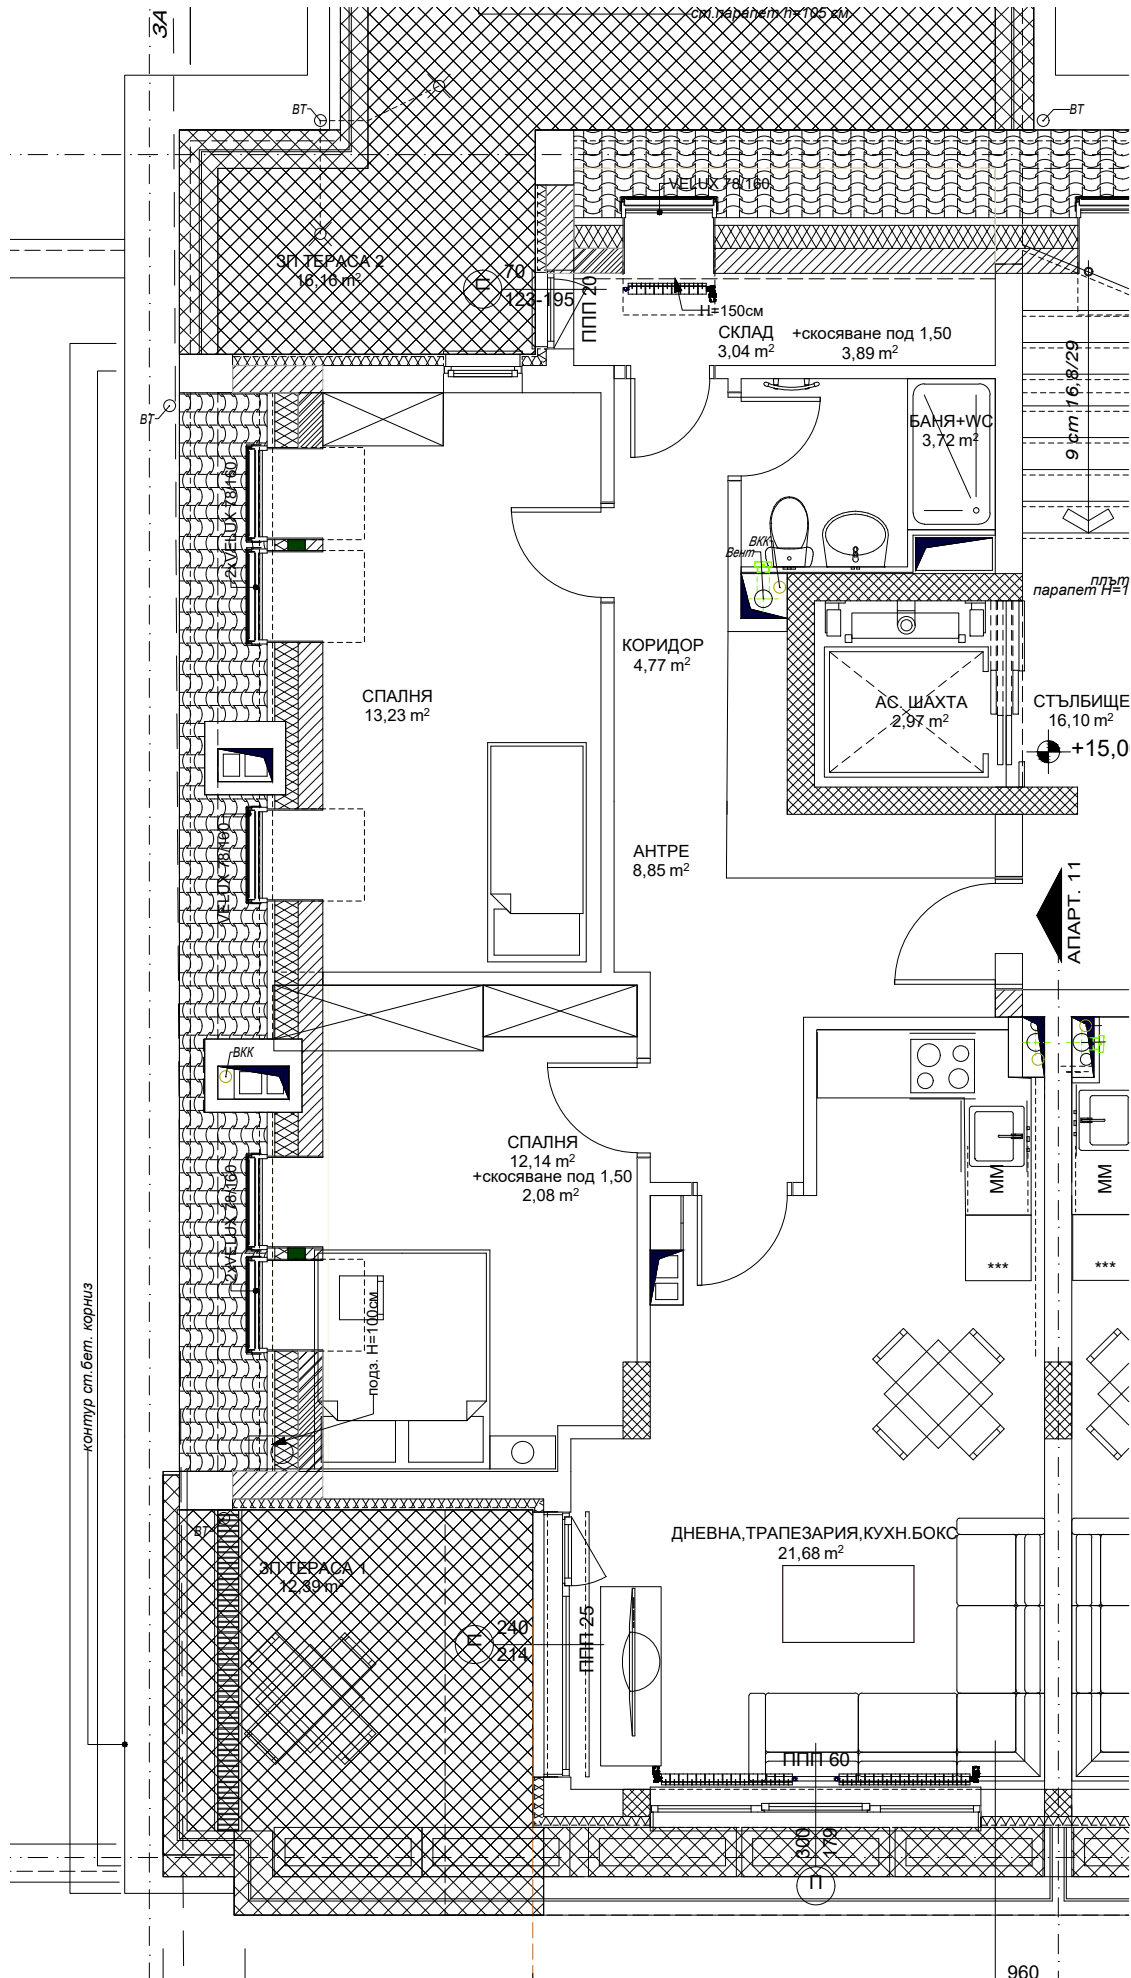 ЗА
ст.парапет h=105 см
ВТ
ВТ
VELUX 78/160
ЗП ТЕРАСА 2
16,16 m²
П
70
123-195
ППП 20
H=150см
СКЛАД
3,04 m²
+скосяване под 1,50
3,89 m²
9 ст 16,8/29
ВТ
БАНЯ+WC
3,72 m²
2xVELUX 78/160
ВКК
Вент
плът
парапет H=1
КОРИДОР
4,77 m²
СПАЛНЯ
13,23 m²
АС. ШАХТА
2,97 m²
СТЪЛБИЩЕ
16,10 m²
+15,0
VELUX 78/160
АНТРЕ
8,85 m²
АПАРТ. 11
ВКК
СПАЛНЯ
12,14 m²
+скосяване под 1,50
2,08 m²
ММ
ММ
2xVELUX 78/160
***
***
контур ст.бет. корниз
подз. H=100см
ВТ
ДНЕВНА,ТРАПЕЗАРИЯ,КУХН.БОКС
21,68 m²
ЗП ТЕРАСА 1
12,39 m²
П
240
214
ППП 25
ППП 60
300
179
П
960